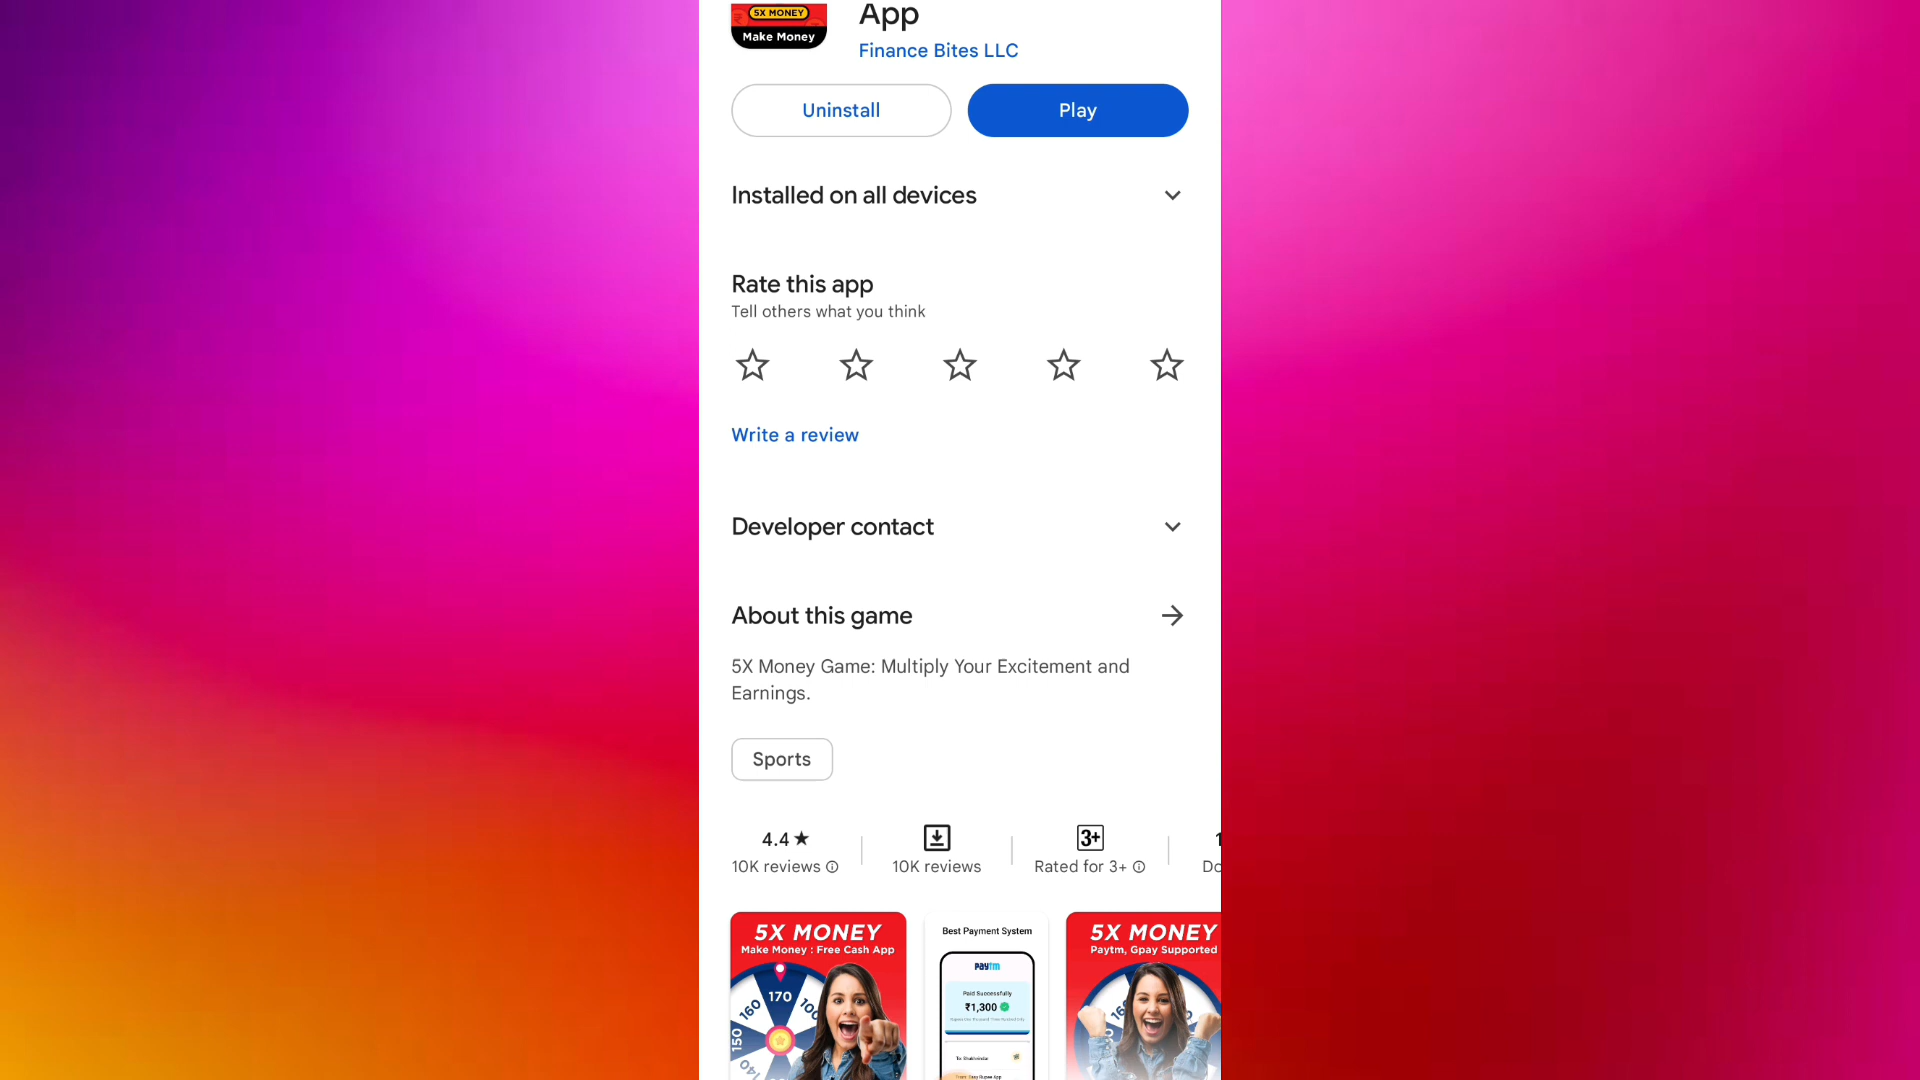 5X MONEY
Make Money
App
Finance Bites LLC
Uninstall
Play
Installed on all devices
Rate this app
Tell others what you think
Write a review
Developer contact
About this game
5X Money Game: Multiply Your Excitement and
Earnings.
Sports
4.4★
10K reviews
10K reviews
3+
Rated for 3+
5X MONEY
Make Money : Free Cash App
170
160
150
140
100
Best Payment System
Paytm
Paid Successfully
₹1,300
5X MONEY
Paytm, Gpay Supported